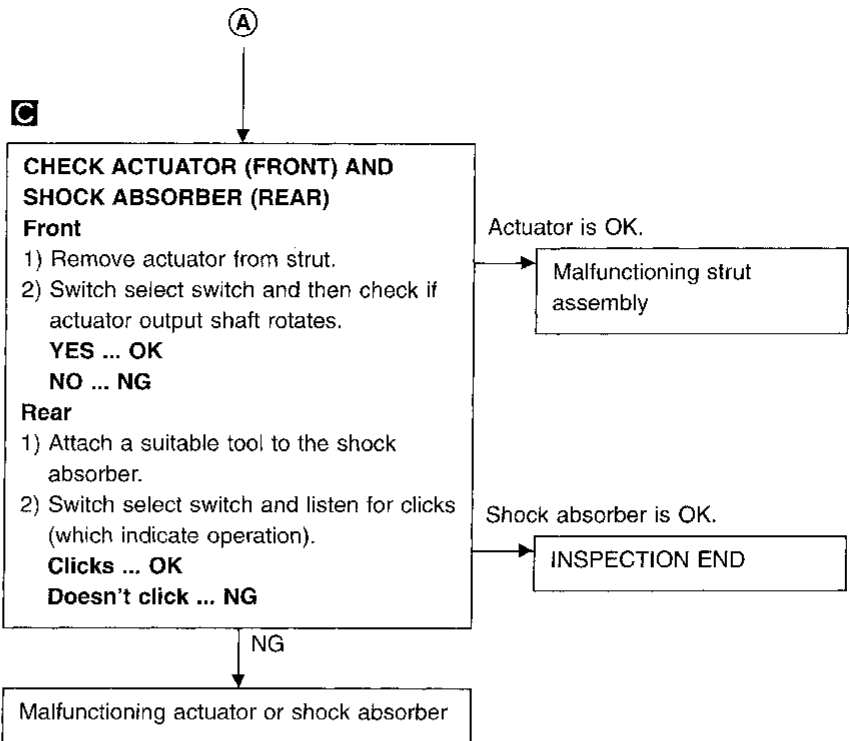 A
C
CHECK ACTUATOR (FRONT) AND
SHOCK ABSORBER (REAR)
Front
1) Remove actuator from strut.
2) Switch select switch and then check if
actuator output shaft rotates.
YES ... OK
NO ... NG
Rear
1) Attach a suitable tool to the shock
absorber.
2) Switch select switch and listen for clicks
(which indicate operation).
Clicks ... OK
Doesn't click ... NG
Actuator is OK.
Malfunctioning strut
assembly
Shock absorber is OK.
INSPECTION END
NG
Malfunctioning actuator or shock absorber